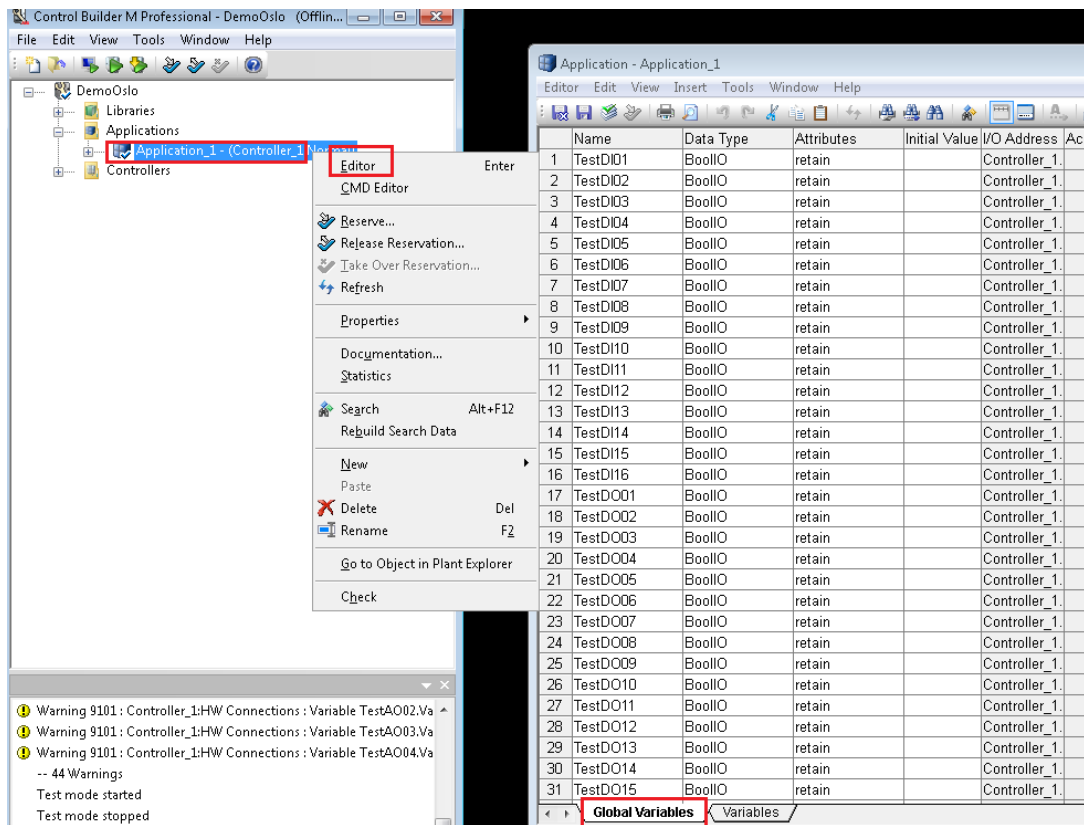 Control Builder M Professional - DemoOslo (Offlin...
File Edit View Tools Window Help
DemoOslo
Libraries
Applications
Application_1 - (Controller_1 Normal)
Controllers
Editor Enter
CMD Editor
Reserve...
Release Reservation...
Take Over Reservation...
Refresh
Properties
Documentation...
Statistics
Search Alt+F12
Rebuild Search Data
New
Paste
Delete Del
Rename F2
Go to Object in Plant Explorer
Check
Warning 9101 : Controller_1:HW Connections : Variable TestAO02.Va
Warning 9101 : Controller_1:HW Connections : Variable TestAO03.Va
Warning 9101 : Controller_1:HW Connections : Variable TestAO04.Va
-- 44 Warnings
Test mode started
Test mode stopped
Application - Application_1
Editor Edit View Insert Tools Window Help
Name Data Type Attributes Initial Value I/O Address Ac
1 TestDI01 BoolIO retain Controller_1.
2 TestDI02 BoolIO retain Controller_1.
3 TestDI03 BoolIO retain Controller_1.
4 TestDI04 BoolIO retain Controller_1.
5 TestDI05 BoolIO retain Controller_1.
6 TestDI06 BoolIO retain Controller_1.
7 TestDI07 BoolIO retain Controller_1.
8 TestDI08 BoolIO retain Controller_1.
9 TestDI09 BoolIO retain Controller_1.
10 TestDI10 BoolIO retain Controller_1.
11 TestDI11 BoolIO retain Controller_1.
12 TestDI12 BoolIO retain Controller_1.
13 TestDI13 BoolIO retain Controller_1.
14 TestDI14 BoolIO retain Controller_1.
15 TestDI15 BoolIO retain Controller_1.
16 TestDI16 BoolIO retain Controller_1.
17 TestDO01 BoolIO retain Controller_1.
18 TestDO02 BoolIO retain Controller_1.
19 TestDO03 BoolIO retain Controller_1.
20 TestDO04 BoolIO retain Controller_1.
21 TestDO05 BoolIO retain Controller_1.
22 TestDO06 BoolIO retain Controller_1.
23 TestDO07 BoolIO retain Controller_1.
24 TestDO08 BoolIO retain Controller_1.
25 TestDO09 BoolIO retain Controller_1.
26 TestDO10 BoolIO retain Controller_1.
27 TestDO11 BoolIO retain Controller_1.
28 TestDO12 BoolIO retain Controller_1.
29 TestDO13 BoolIO retain Controller_1.
30 TestDO14 BoolIO retain Controller_1.
31 TestDO15 BoolIO retain Controller_1.
Global Variables Variables